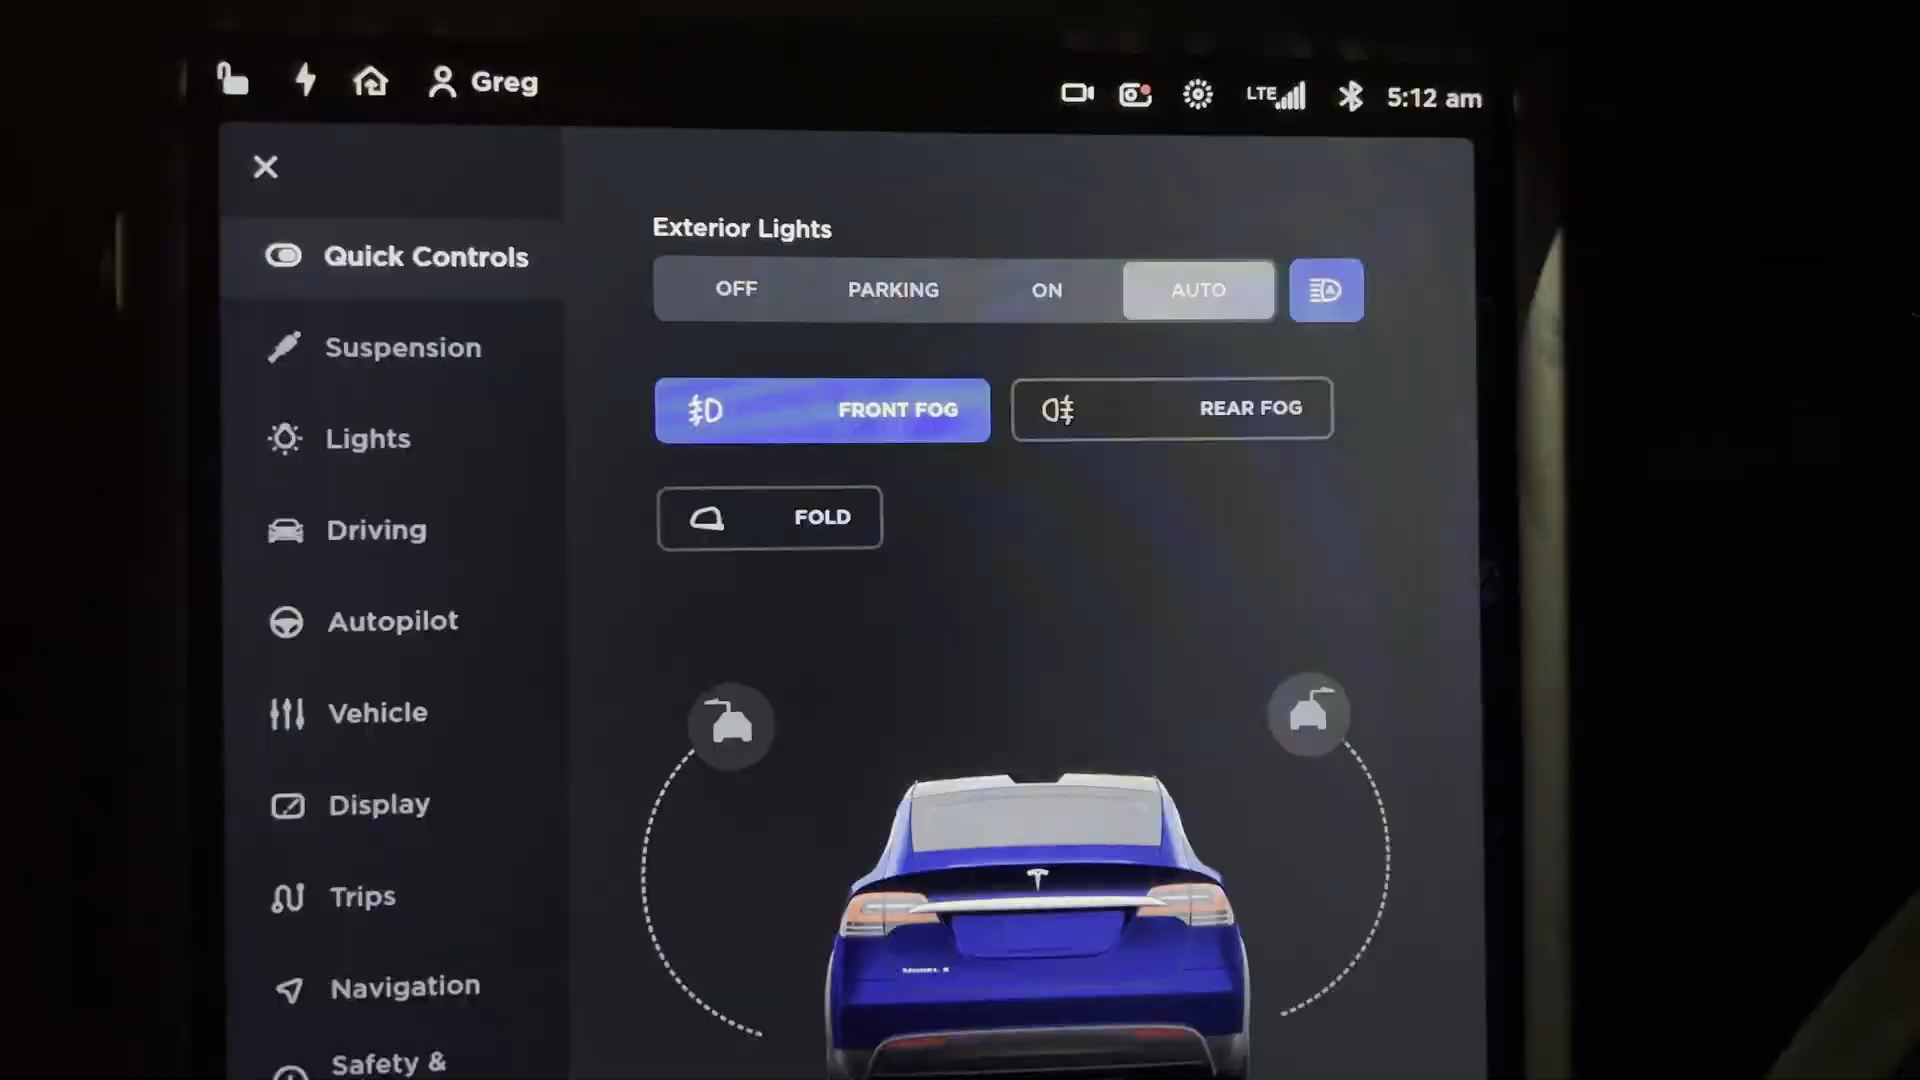 Greg
LTE
5:12 am
Quick Controls
Suspension
Lights
Driving
Autopilot
Vehicle
Display
Trips
Navigation
Safety &
Exterior Lights
OFF
PARKING
ON
AUTO
FRONT FOG
REAR FOG
FOLD